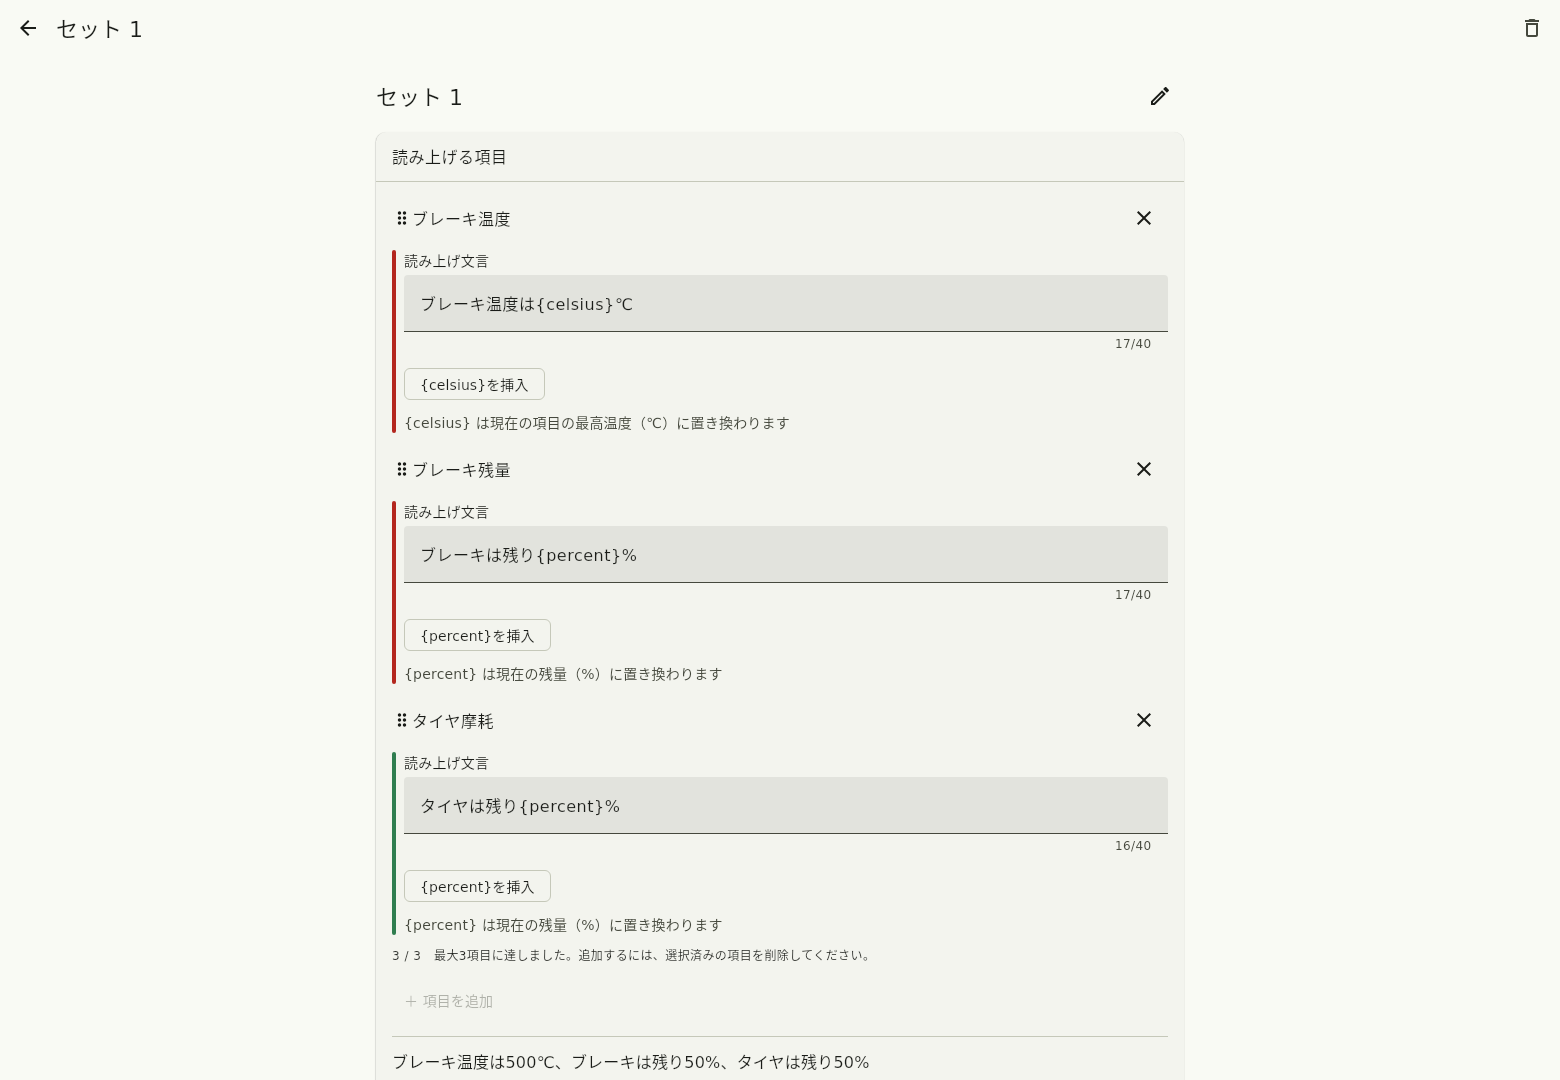 セット 1
セット 1
読み上げる項目
ブレーキ温度
読み上げ文言
ブレーキ温度は{celsius}℃
17/40
{celsius}を挿入
{celsius} は現在の項目の最高温度（℃）に置き換わります
ブレーキ残量
読み上げ文言
ブレーキは残り{percent}%
17/40
{percent}を挿入
{percent} は現在の残量（%）に置き換わります
タイヤ摩耗
読み上げ文言
タイヤは残り{percent}%
16/40
{percent}を挿入
{percent} は現在の残量（%）に置き換わります
3 / 3　最大3項目に達しました。追加するには、選択済みの項目を削除してください。
＋ 項目を追加
ブレーキ温度は500℃、ブレーキは残り50%、タイヤは残り50%